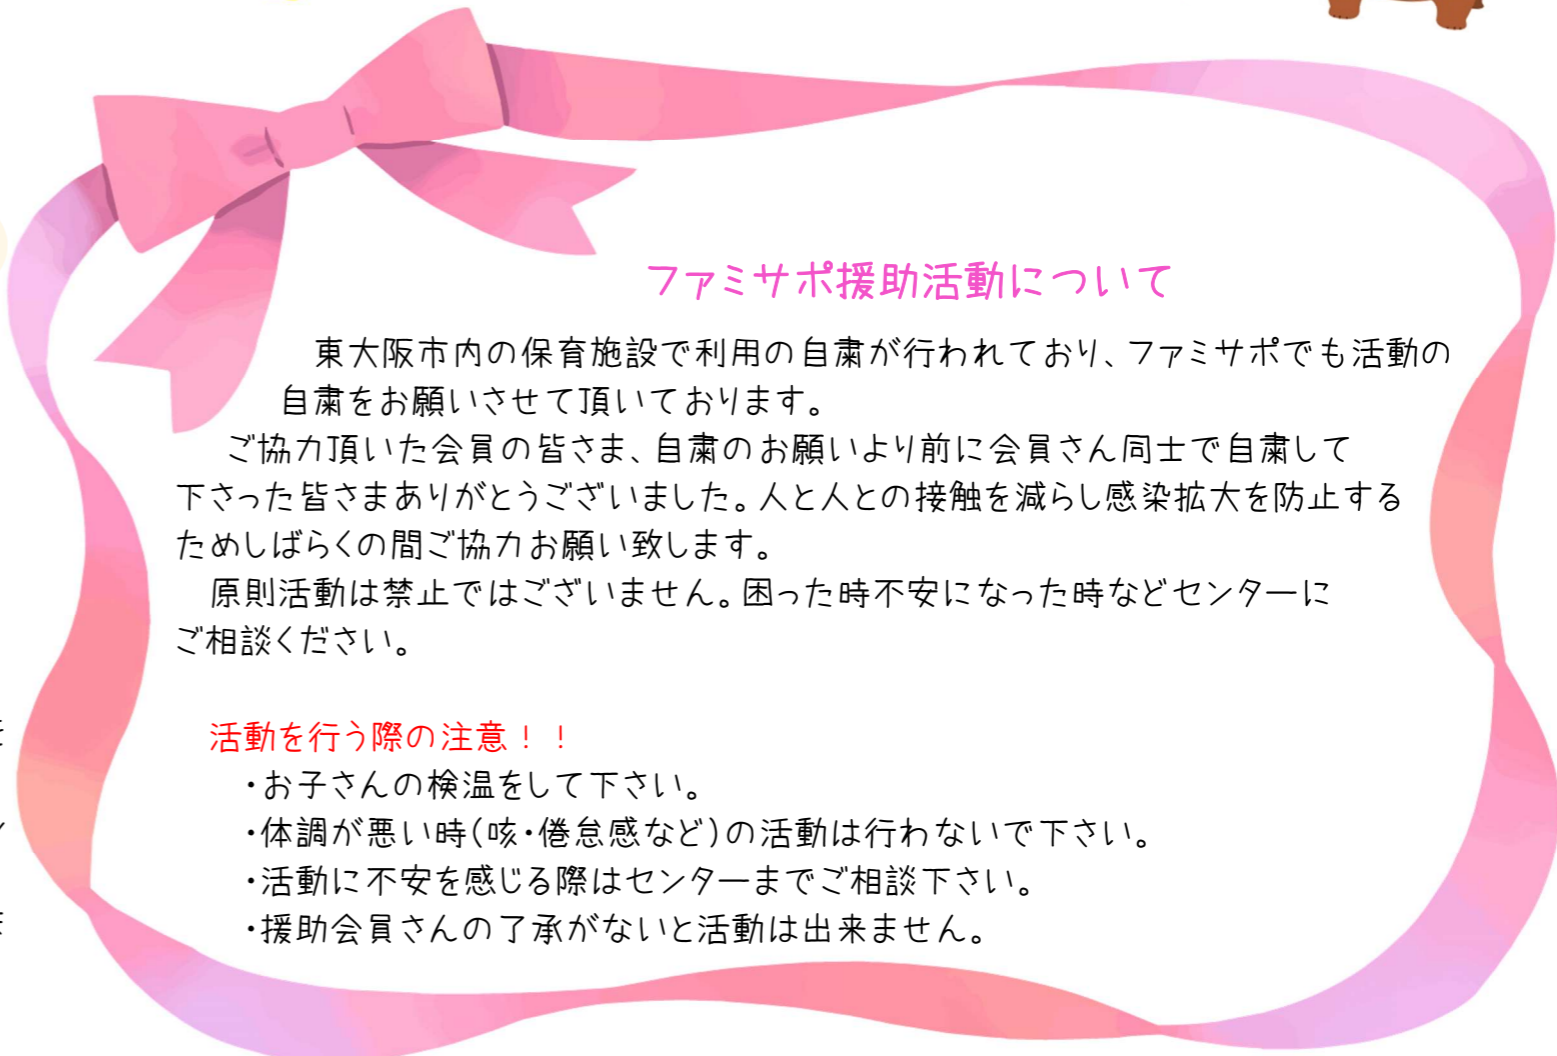 ファミサポ援助活動について
東大阪市内の保育施設で利用の自粛が行われており、ファミサポでも活動の
自粛をお願いさせて頂いております。
ご協力頂いた会員の皆さま、自粛のお願いより前に会員さん同士で自粛して
下さった皆さまありがとうございました。人と人との接触を減らし感染拡大を防止する
ためしばらくの間ご協力お願い致します。
原則活動は禁止ではございません。困った時不安になった時などセンターに
ご相談ください。
活動を行う際の注意！！
・お子さんの検温をして下さい。
・体調が悪い時(咳・倦怠感など)の活動は行わないで下さい。
・活動に不安を感じる際はセンターまでご相談下さい。
・援助会員さんの了承がないと活動は出来ません。